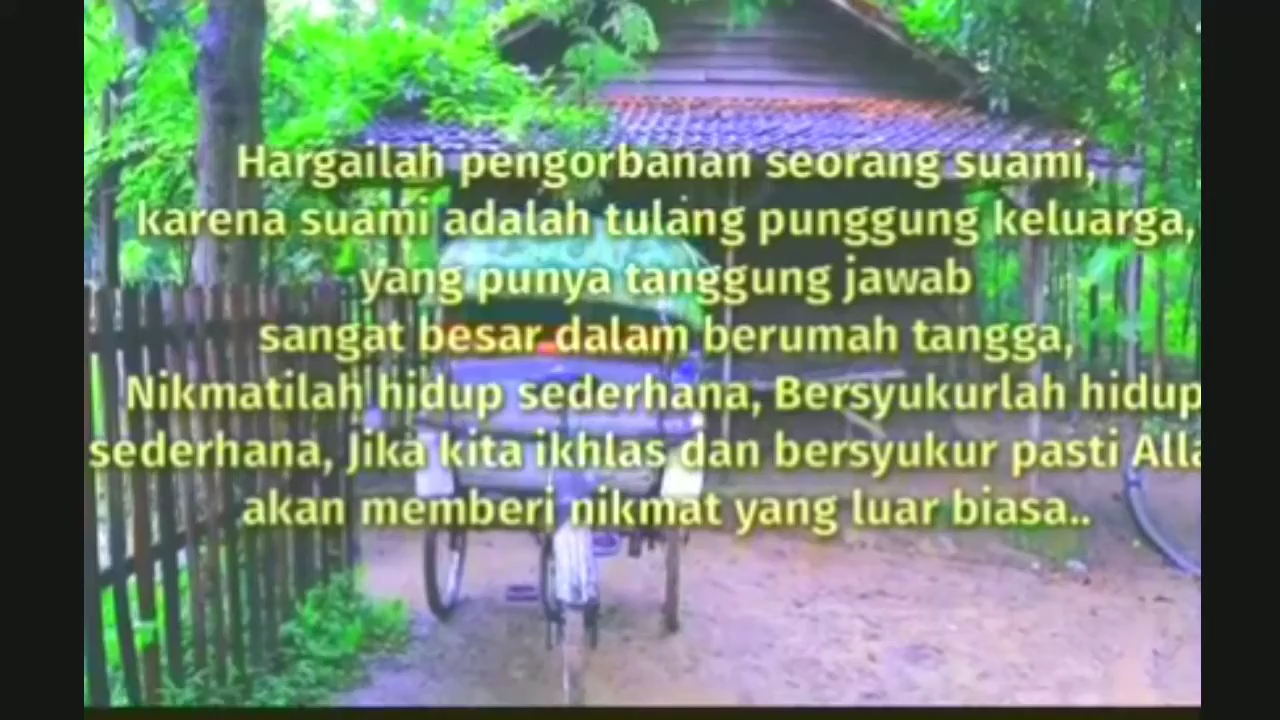 Hargailah pengorbanan seorang suami,
karena suami adalah tulang punggung keluarga,
yang punya tanggung jawab
sangat besar dalam berumah tangga,
Nikmatilah hidup sederhana, Bersyukurlah hidup
sederhana, Jika kita ikhlas dan bersyukur pasti
akan memberi nikmat yang luar biasa..